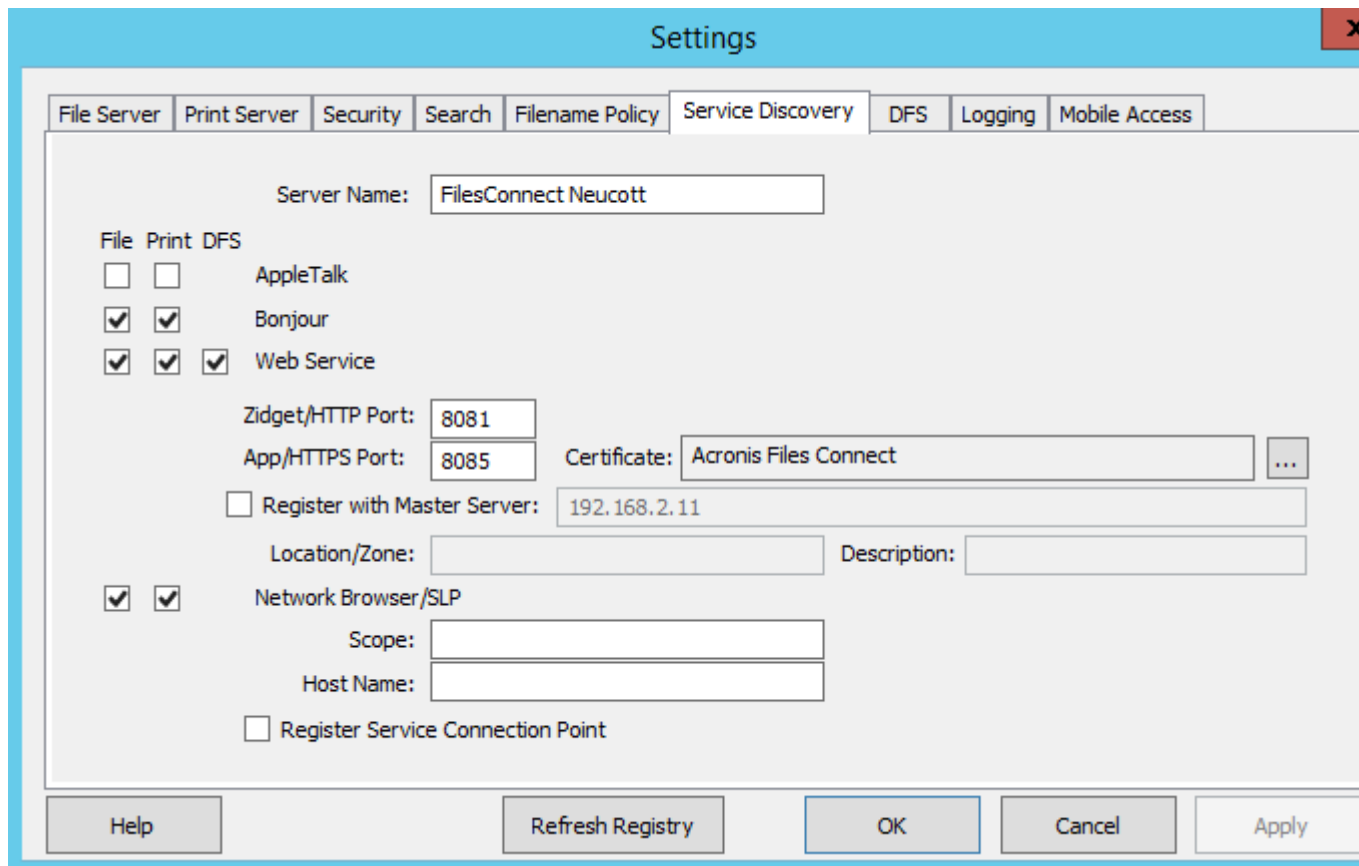 Settings
x
File Server Print Server Security Search Filename Policy Service Discovery DFS Logging Mobile Access
Server Name: FilesConnect Neucott
File Print DFS
AppleTalk
Bonjour
Web Service
Zidget/HTTP Port: 8081
App/HTTPS Port: 8085 Certificate: Acronis Files Connect ...
Register with Master Server: 192.168.2.11
Location/Zone: Description:
Network Browser/SLP
Scope:
Host Name:
Register Service Connection Point
Help Refresh Registry OK Cancel Apply